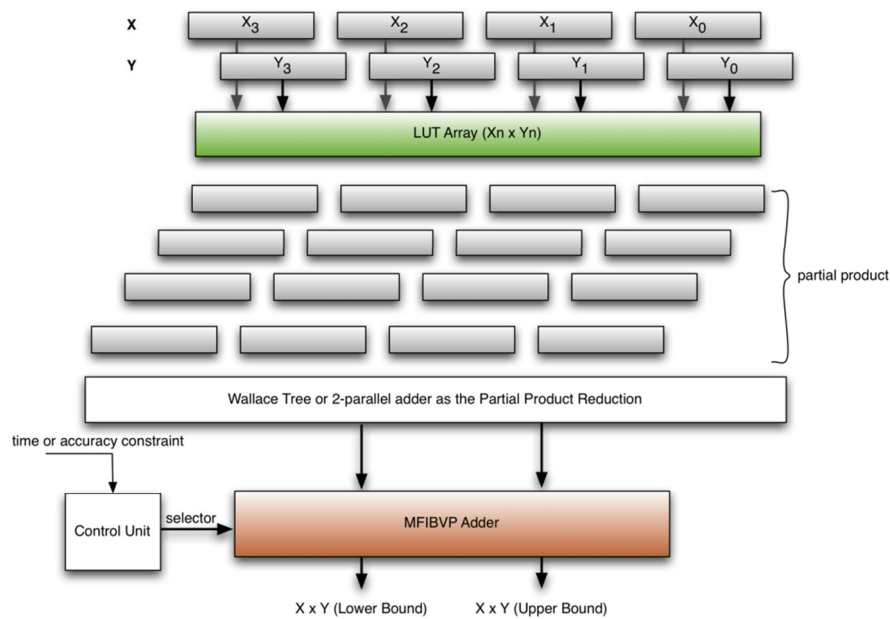 X X₃ X₂ X₁ X₀
Y Y₃ Y₂ Y₁ Y₀
LUT Array (Xn x Yn)
partial product
Wallace Tree or 2-parallel adder as the Partial Product Reduction
time or accuracy constraint
Control Unit
selector
MFIBVP Adder
X x Y (Lower Bound) X x Y (Upper Bound)